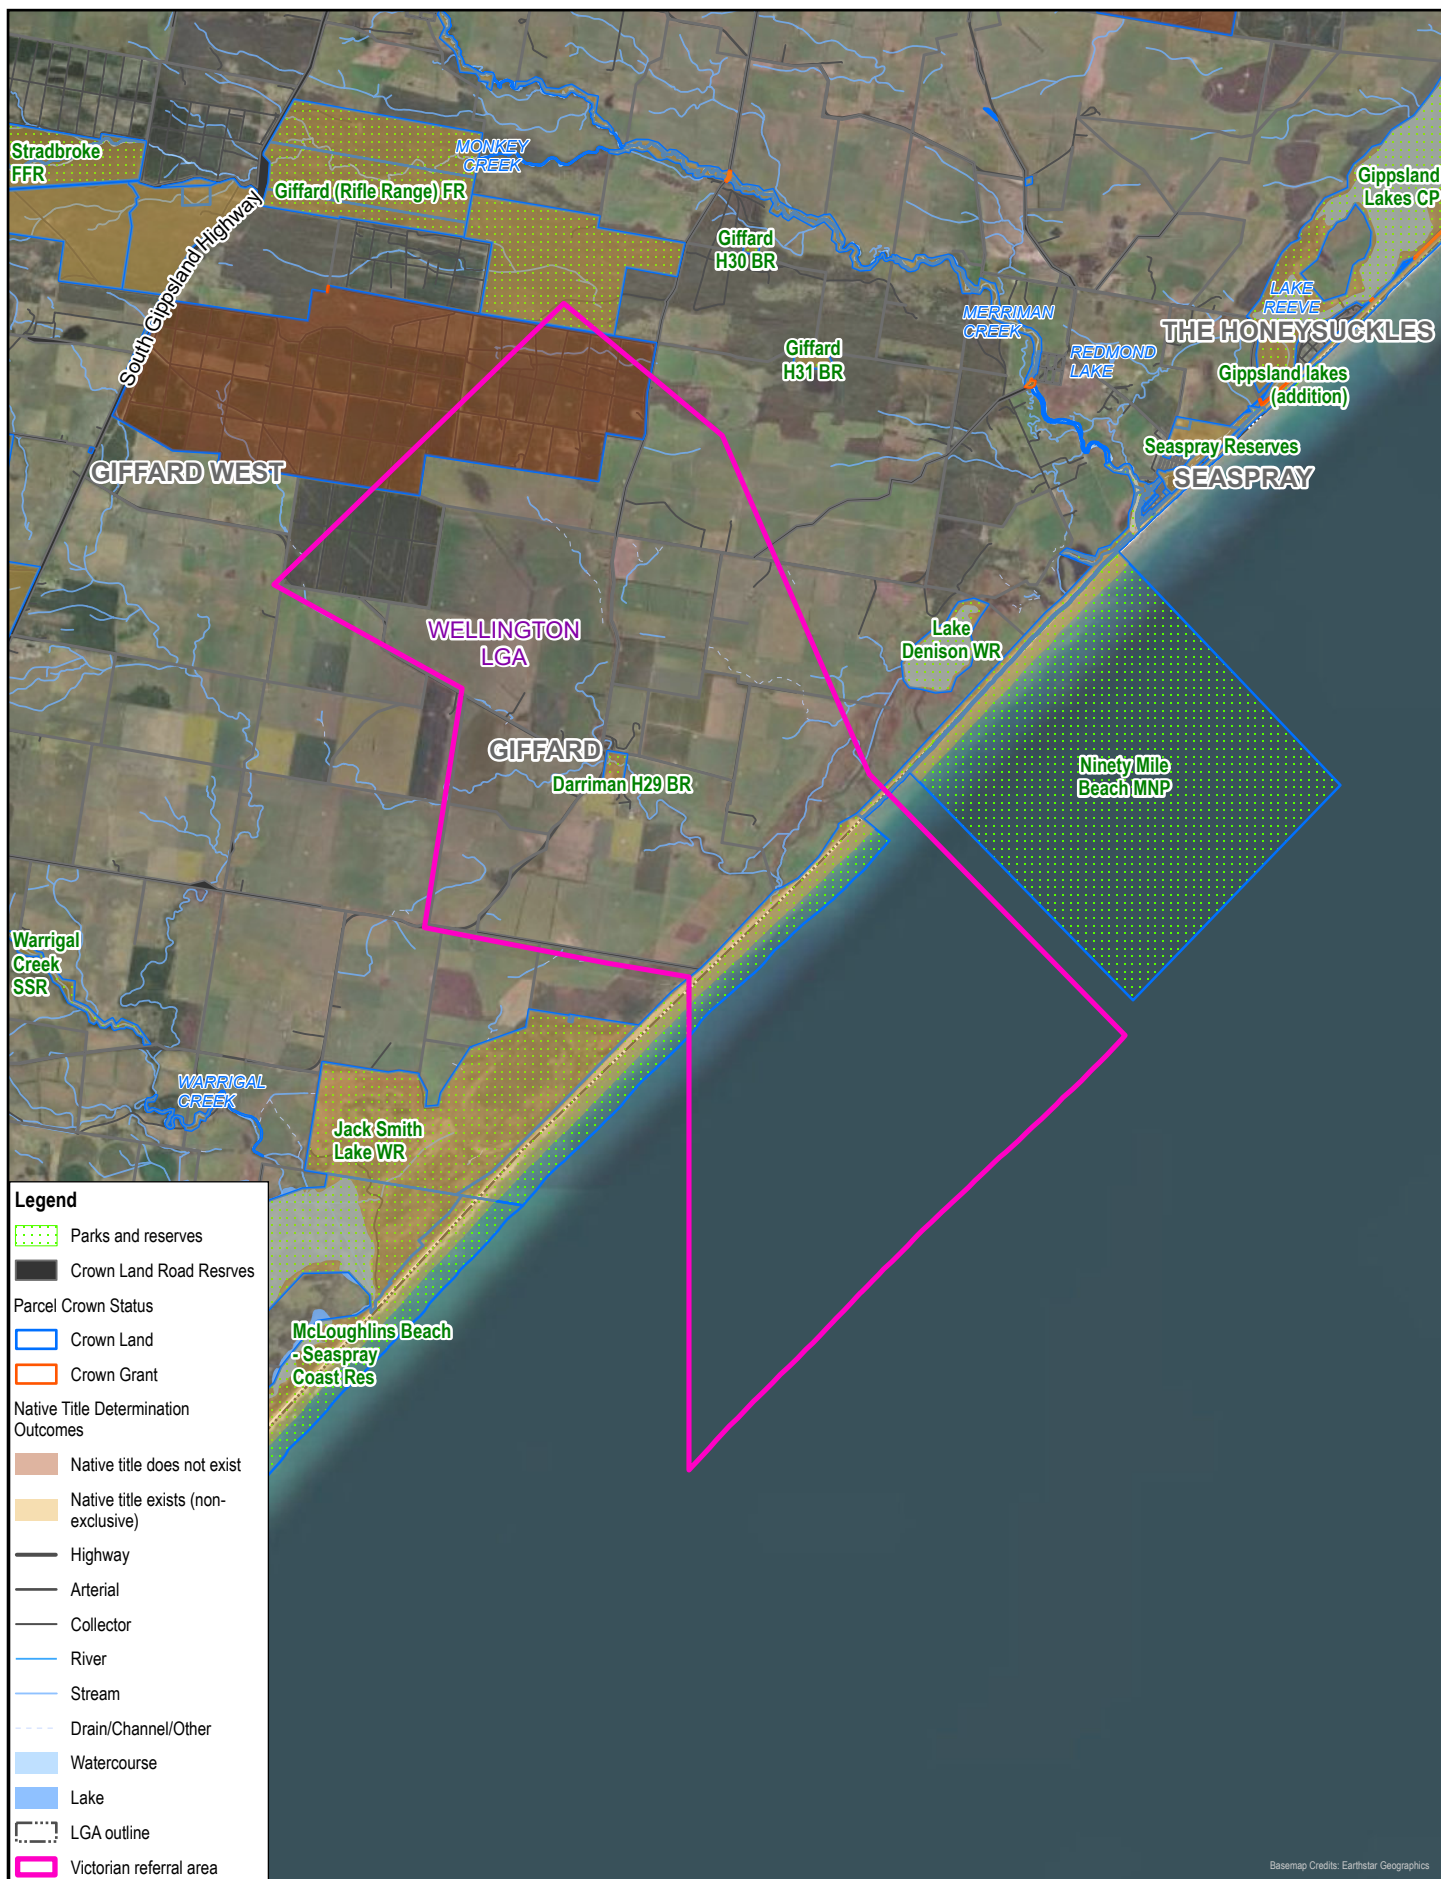 Stradbroke
FFR
MONKEY
CREEK
Giffard (Rifle Range) FR
South Gippsland Highway
Giffard
H30 BR
Gippsland
Lakes CP
LAKE
REEVE
MERRIMAN
CREEK
THE HONEYSUCKLES
REDMOND
LAKE
Giffard
H31 BR
Gippsland lakes
(addition)
Seaspray Reserves
SEASPRAY
GIFFARD WEST
WELLINGTON
LGA
Lake
Denison WR
GIFFARD
Darriman H29 BR
Ninety Mile
Beach MNP
Warrigal
Creek
SSR
WARRIGAL
CREEK
Jack Smith
Lake WR
McLoughlins Beach
- Seaspray
Coast Res
Legend
Parks and reserves
Crown Land Road Resrves
Parcel Crown Status
Crown Land
Crown Grant
Native Title Determination
Outcomes
Native title does not exist
Native title exists (non-
exclusive)
Highway
Arterial
Collector
River
Stream
Drain/Channel/Other
Watercourse
Lake
LGA outline
Victorian referral area
Basemap Credits: Earthstar Geographics